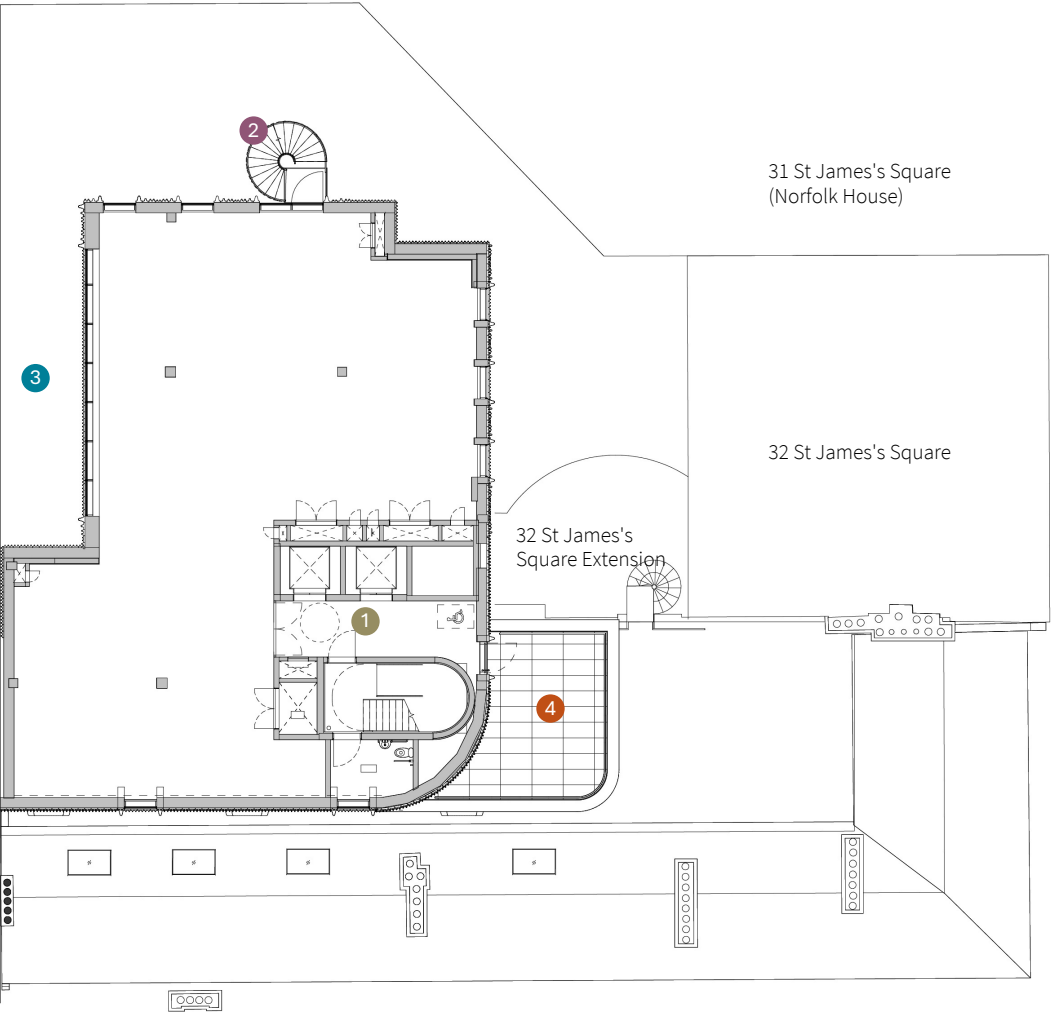 2
31 St James's Square
(Norfolk House)
3
32 St James's Square
32 St James's
Square Extension
1
4